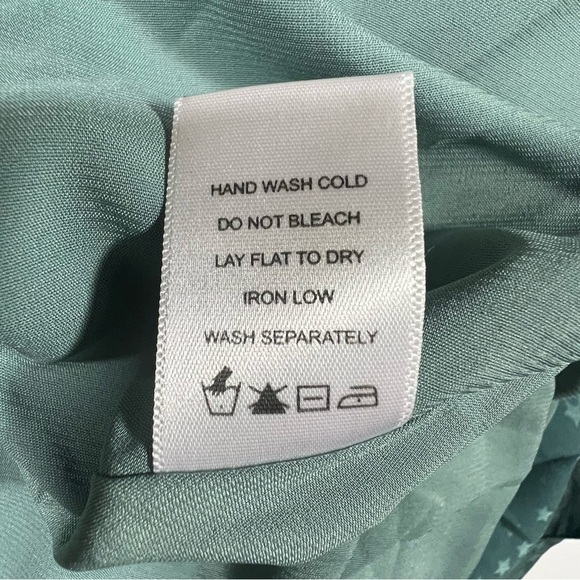 HAND WASH COLD
DO NOT BLEACH
LAY FLAT TO DRY
IRON LOW
WASH SEPARATELY